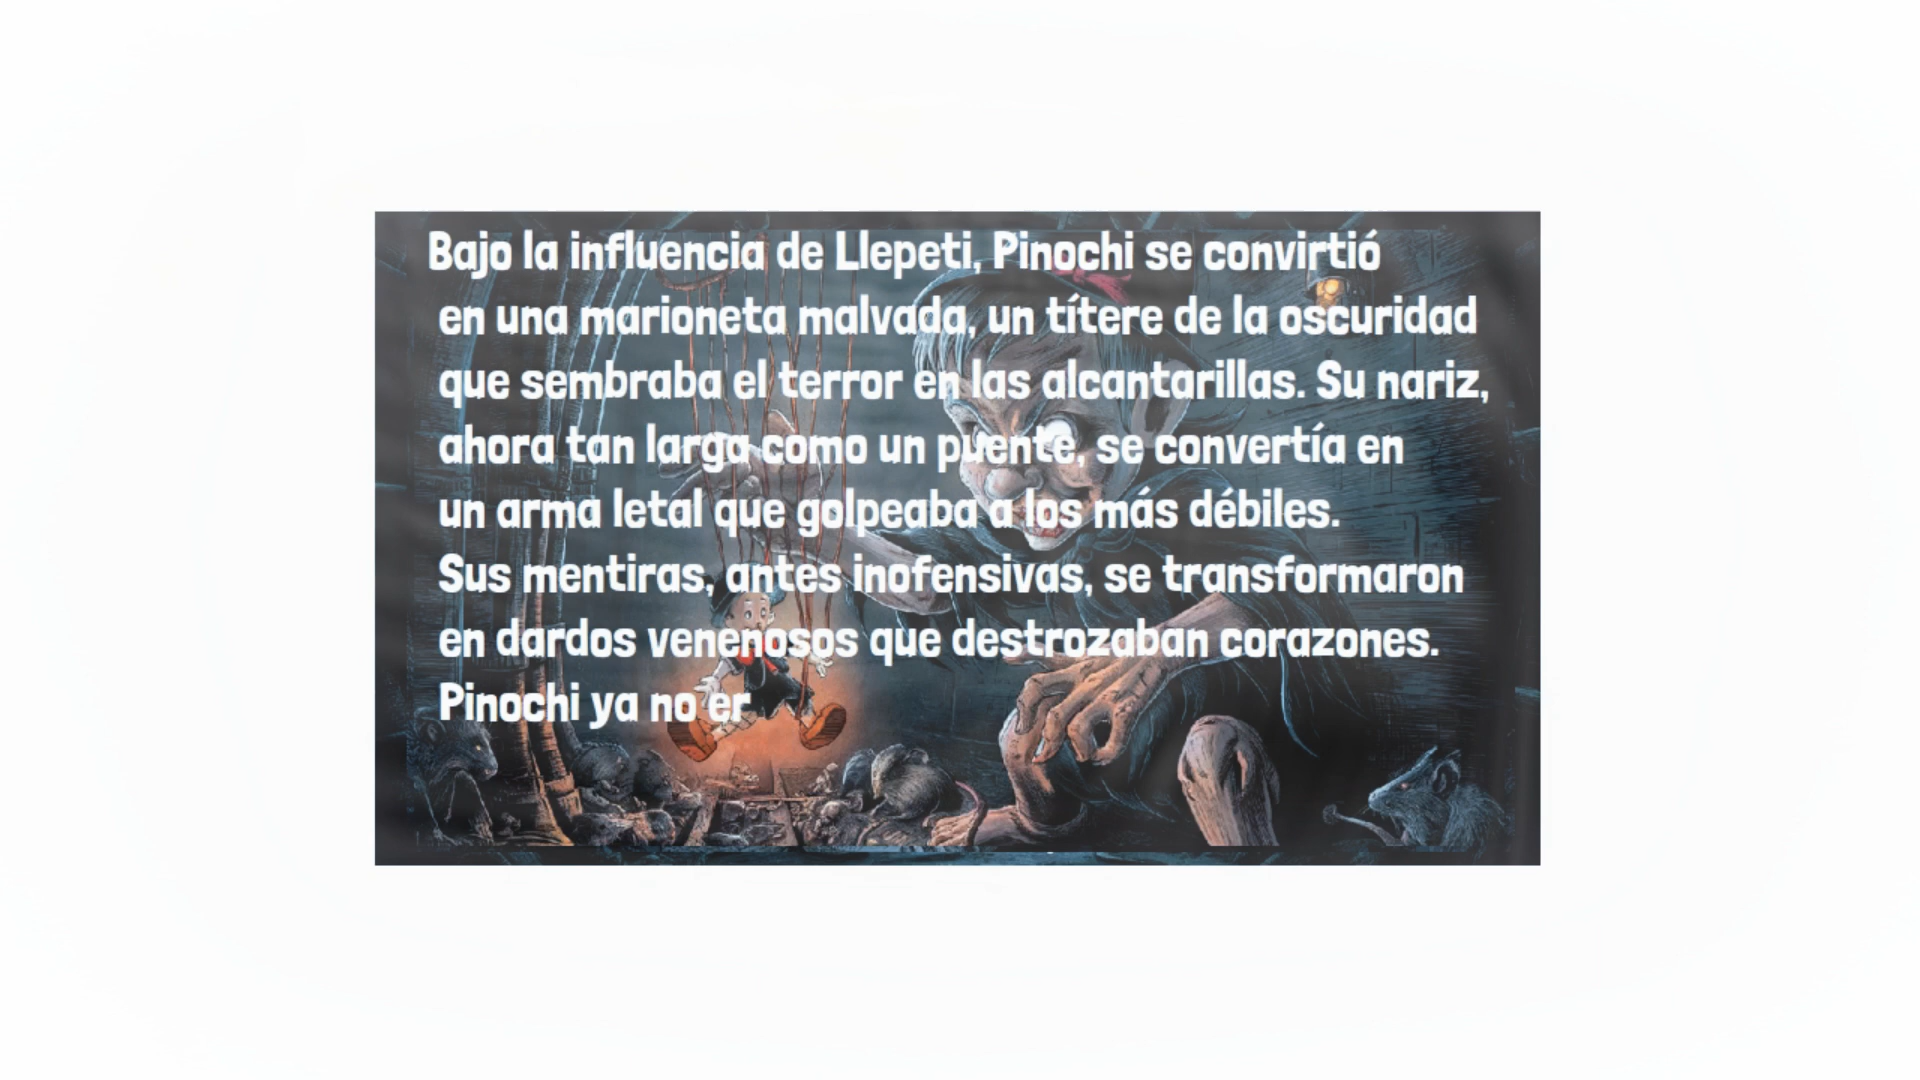 Bajo la influencia de Llepeti, Pinochi se convirtió
en una marioneta malvada, un títere de la oscuridad
que sembraba el terror en las alcantarillas. Su nariz,
ahora tan larga como un puente, se convertía en
un arma letal que golpeaba a los más débiles.
Sus mentiras, antes inofensivas, se transformaron
en dardos venenosos que destrozaban corazones.
Pinochi ya no er